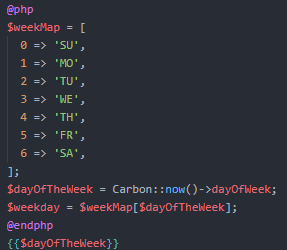 @php
$weekMap = [
0 => 'SU',
1 => 'MO',
2 => 'TU',
3 => 'WE',
4 => 'TH',
5 => 'FR',
6 => 'SA',
];
$dayOfTheWeek = Carbon::now()->dayOfWeek;
$weekday = $weekMap[$dayOfTheWeek];
@endphp
{{$dayOfTheWeek}}